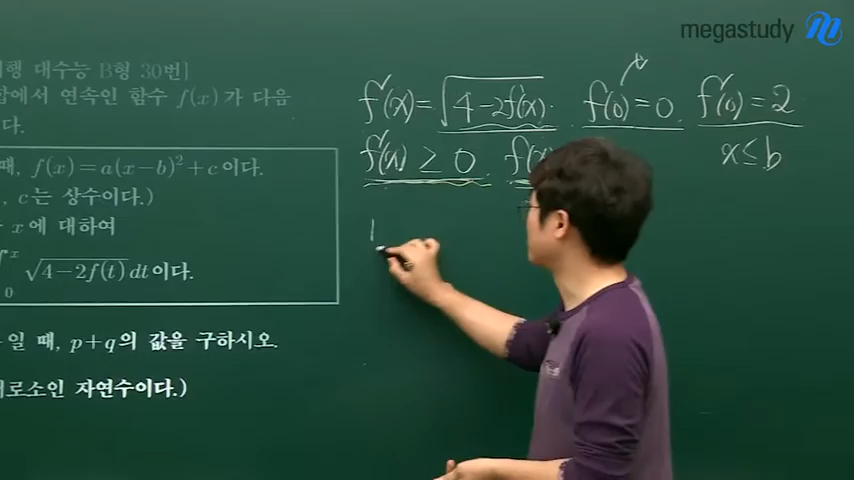 megastudy
대수능 B형 30번]
에서 연속인 함수 f(x)가 다음
다.
때, f(x)=a(x-b)²+c이다.
, c는 상수이다.)
x에 대하여
∫₀ˣ √(4-2f(t)) dt이다.
일 때, p+q의 값을 구하시오.
로소인 자연수이다.)
f'(x)=√(4-2f(x)) f(0)=0 f'(0)=2
f'(x)≥0 f(x) x≤b